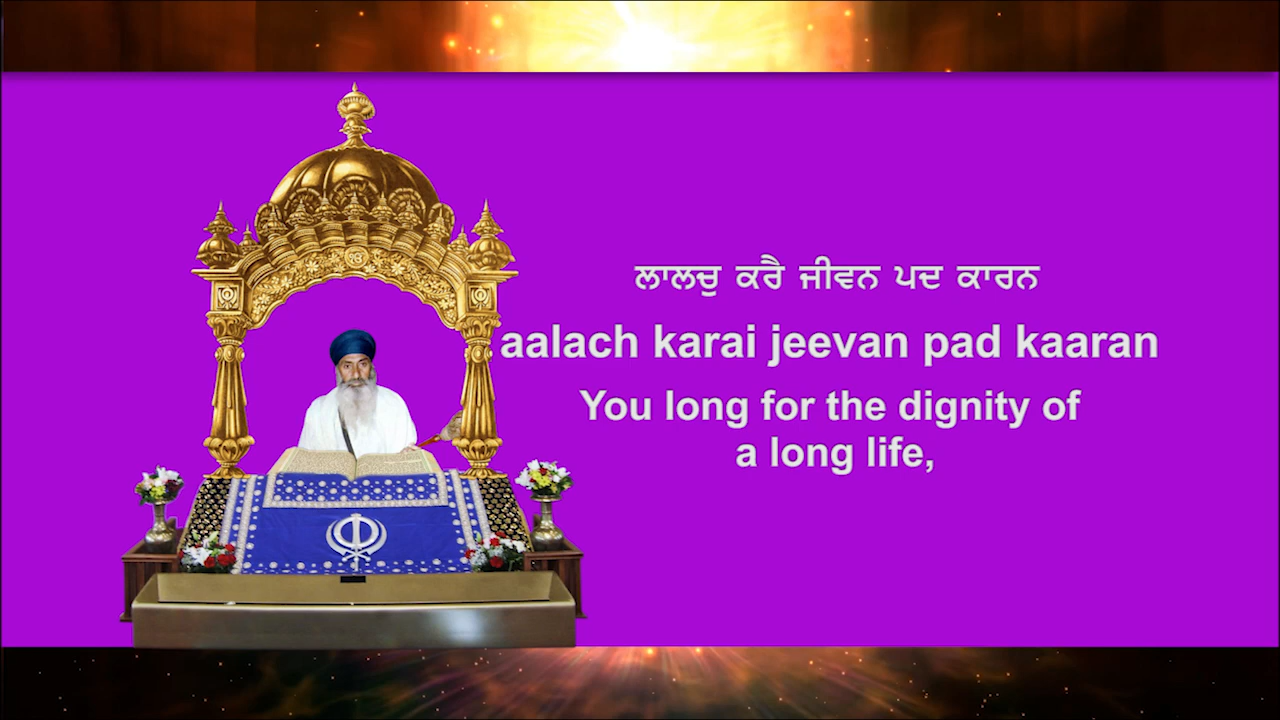 ਲਾਲਚੁ ਕਰੈ ਜੀਵਨ ਪਦ ਕਾਰਨ
aalach karai jeevan pad kaaran
You long for the dignity of
a long life,